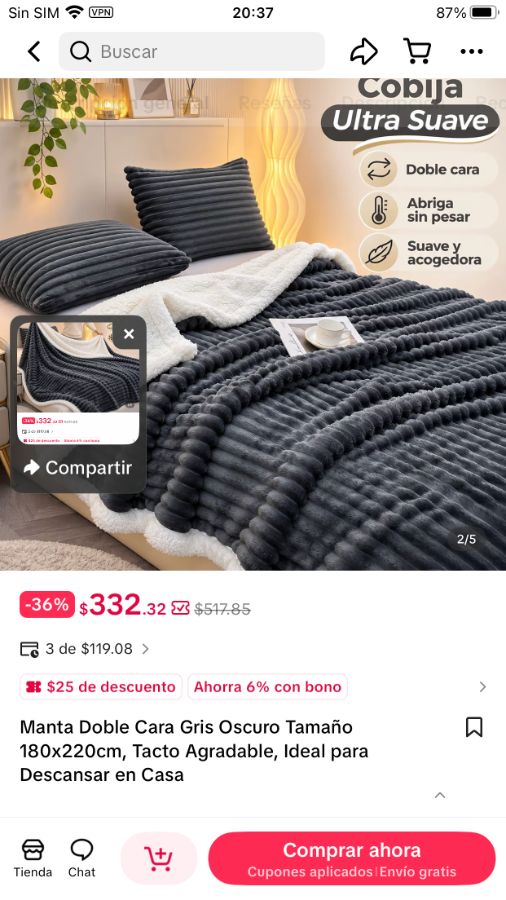 Sin SIM VPN 20:37 87%
Buscar
Reseñas
Cobija
Ultra Suave
Doble cara
Abriga
sin pesar
Suave y
acogedora
Compartir
2/5
-36% $332.32 $517.85
3 de $119.08
$25 de descuento Ahorra 6% con bono
Manta Doble Cara Gris Oscuro Tamaño
180x220cm, Tacto Agradable, Ideal para
Descansar en Casa
Tienda Chat
Comprar ahora
Cupones aplicados|Envío gratis